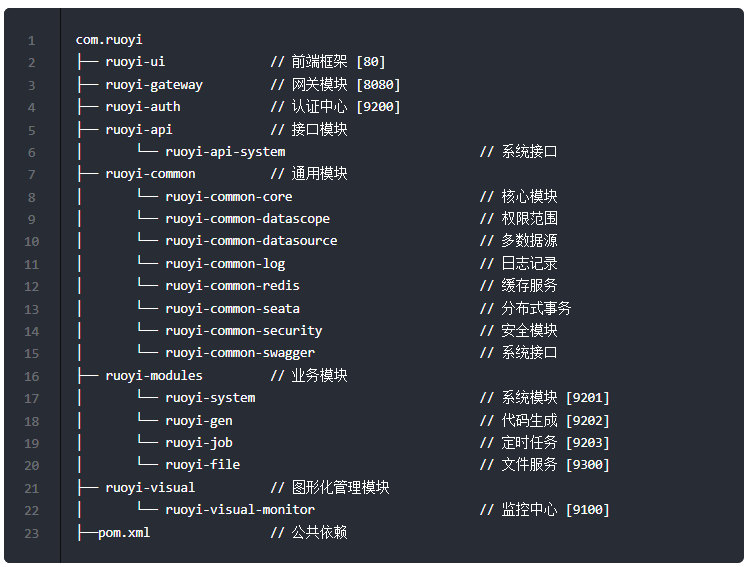 1 com.ruoyi
2 ├── ruoyi-ui // 前端框架 [80]
3 ├── ruoyi-gateway // 网关模块 [8080]
4 ├── ruoyi-auth // 认证中心 [9200]
5 ├── ruoyi-api // 接口模块
6 │ └── ruoyi-api-system // 系统接口
7 ├── ruoyi-common // 通用模块
8 │ └── ruoyi-common-core // 核心模块
9 │ └── ruoyi-common-datascope // 权限范围
10 │ └── ruoyi-common-datasource // 多数据源
11 │ └── ruoyi-common-log // 日志记录
12 │ └── ruoyi-common-redis // 缓存服务
13 │ └── ruoyi-common-seata // 分布式事务
14 │ └── ruoyi-common-security // 安全模块
15 │ └── ruoyi-common-swagger // 系统接口
16 ├── ruoyi-modules // 业务模块
17 │ └── ruoyi-system // 系统模块 [9201]
18 │ └── ruoyi-gen // 代码生成 [9202]
19 │ └── ruoyi-job // 定时任务 [9203]
20 │ └── ruoyi-file // 文件服务 [9300]
21 ├── ruoyi-visual // 图形化管理模块
22 │ └── ruoyi-visual-monitor // 监控中心 [9100]
23 ├──pom.xml // 公共依赖